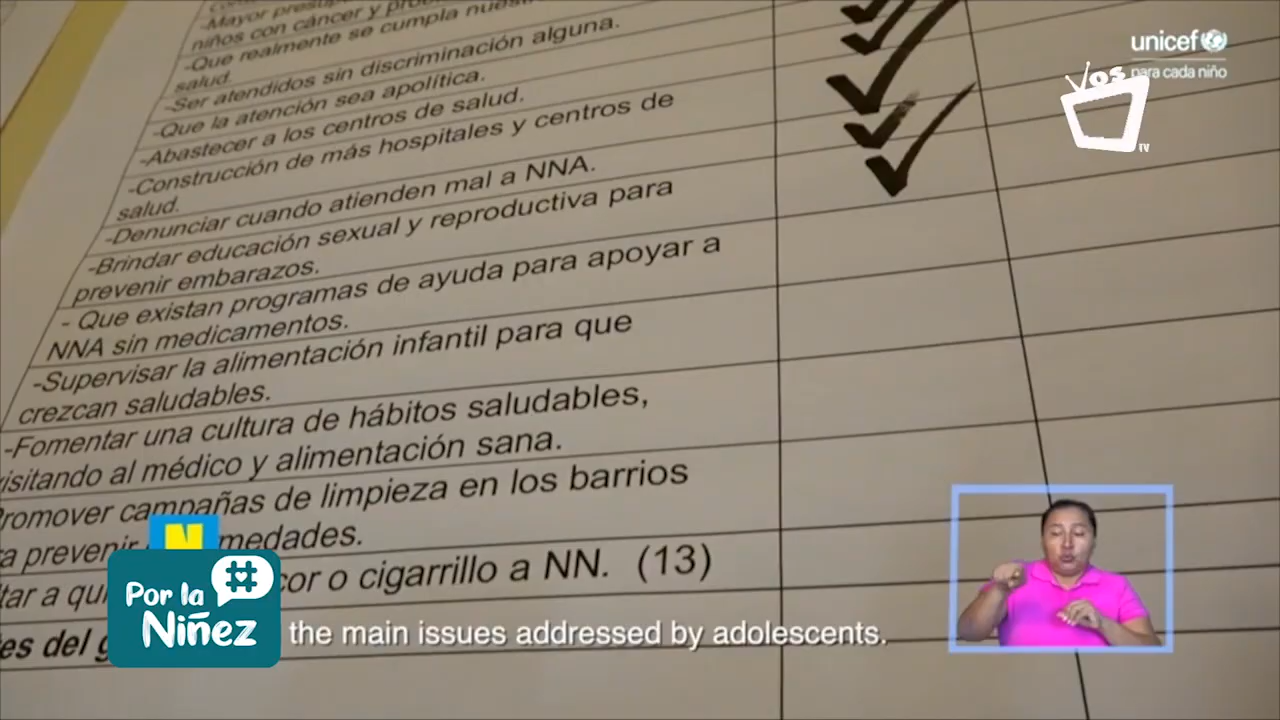 -Mayor
niños con cáncer y
-Que realmente se cumpla
salud.
-Ser atendidos sin discriminación alguna.
-Que la atención sea apolítica.
-Abastecer a los centros de salud.
-Construcción de más hospitales y centros de
salud.
-Denunciar cuando atienden mal a NNA.
-Brindar educación sexual y reproductiva para
prevenir embarazos.
- Que existan programas de ayuda para apoyar a
NNA sin medicamentos.
-Supervisar la alimentación infantil para que
crezcan saludables.
-Fomentar una cultura de hábitos saludables,
visitando al médico y alimentación sana.
Promover campañas de limpieza en los barrios
prevenir
o cigarrillo a NN. (13)
del
unicef
para cada niño
VOS
TV
N
Por la #
Niñez
the main issues addressed by adolescents.